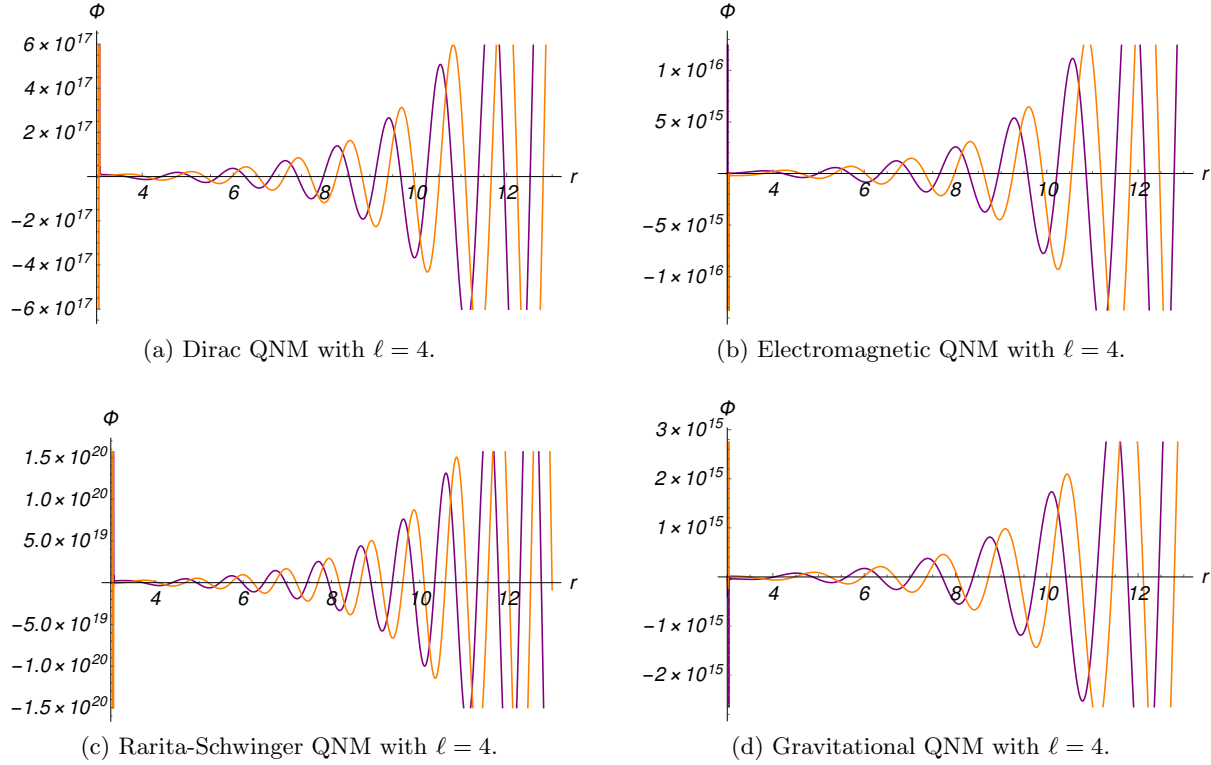 Φ
6 × 10^17
4 × 10^17
2 × 10^17
−2 × 10^17
−4 × 10^17
−6 × 10^17
4 6 8 10 12 r
(a) Dirac QNM with ℓ = 4.
Φ
1 × 10^16
5 × 10^15
−5 × 10^15
−1 × 10^16
4 6 8 10 12 r
(b) Electromagnetic QNM with ℓ = 4.
Φ
1.5 × 10^20
1.0 × 10^20
5.0 × 10^19
−5.0 × 10^19
−1.0 × 10^20
−1.5 × 10^20
4 6 8 10 12 r
(c) Rarita-Schwinger QNM with ℓ = 4.
Φ
3 × 10^15
2 × 10^15
1 × 10^15
−1 × 10^15
−2 × 10^15
4 6 8 10 12 r
(d) Gravitational QNM with ℓ = 4.